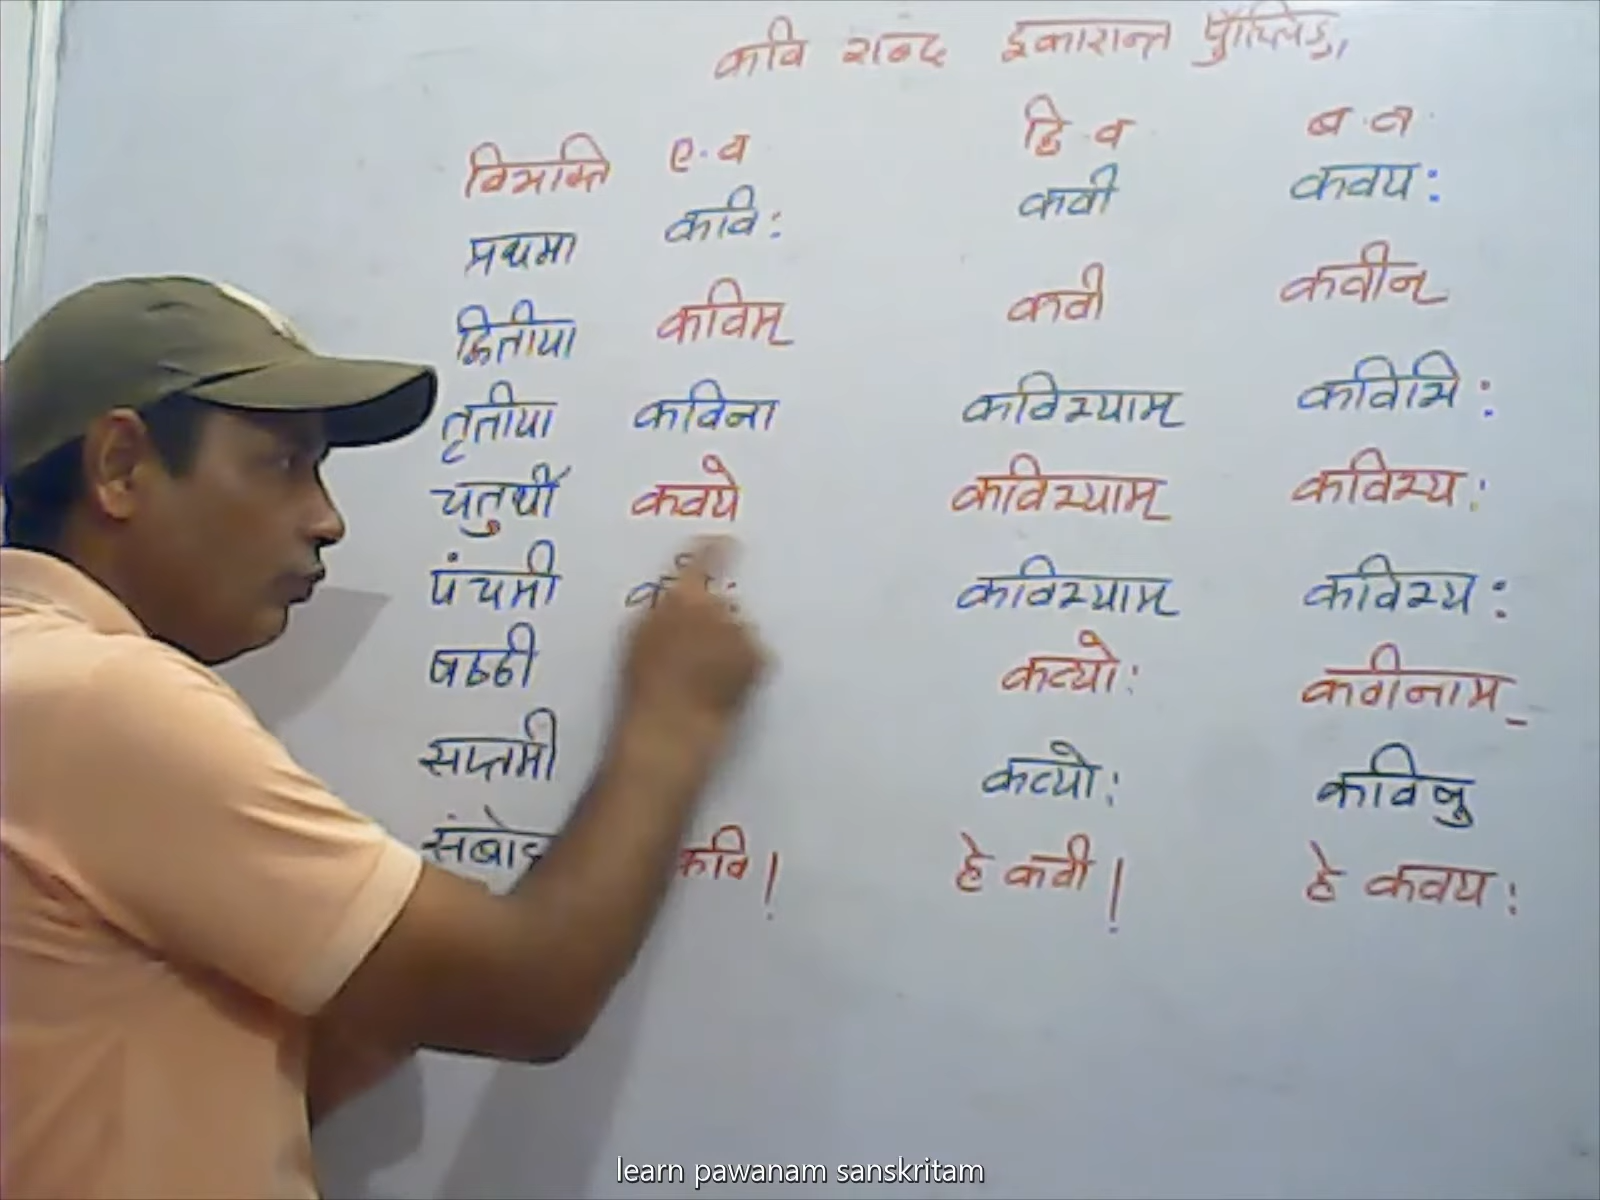 कवि शब्द इकारान्त पुँल्लिङ्ग
विभक्ति ए.व द्वि.व ब.व
प्रथमा कवि: कवी कवय:
द्वितीया कविम् कवी कवीन्
तृतीया कविना कविभ्याम् कविभि:
चतुर्थी कवये कविभ्याम् कविभ्य:
पंचमी कविभ्याम् कविभ्य:
षष्ठी कव्यो: कवीनाम्
सप्तमी कव्यो: कविषु
कवि! हे कवी! हे कवय:
learn pawanam sanskritam